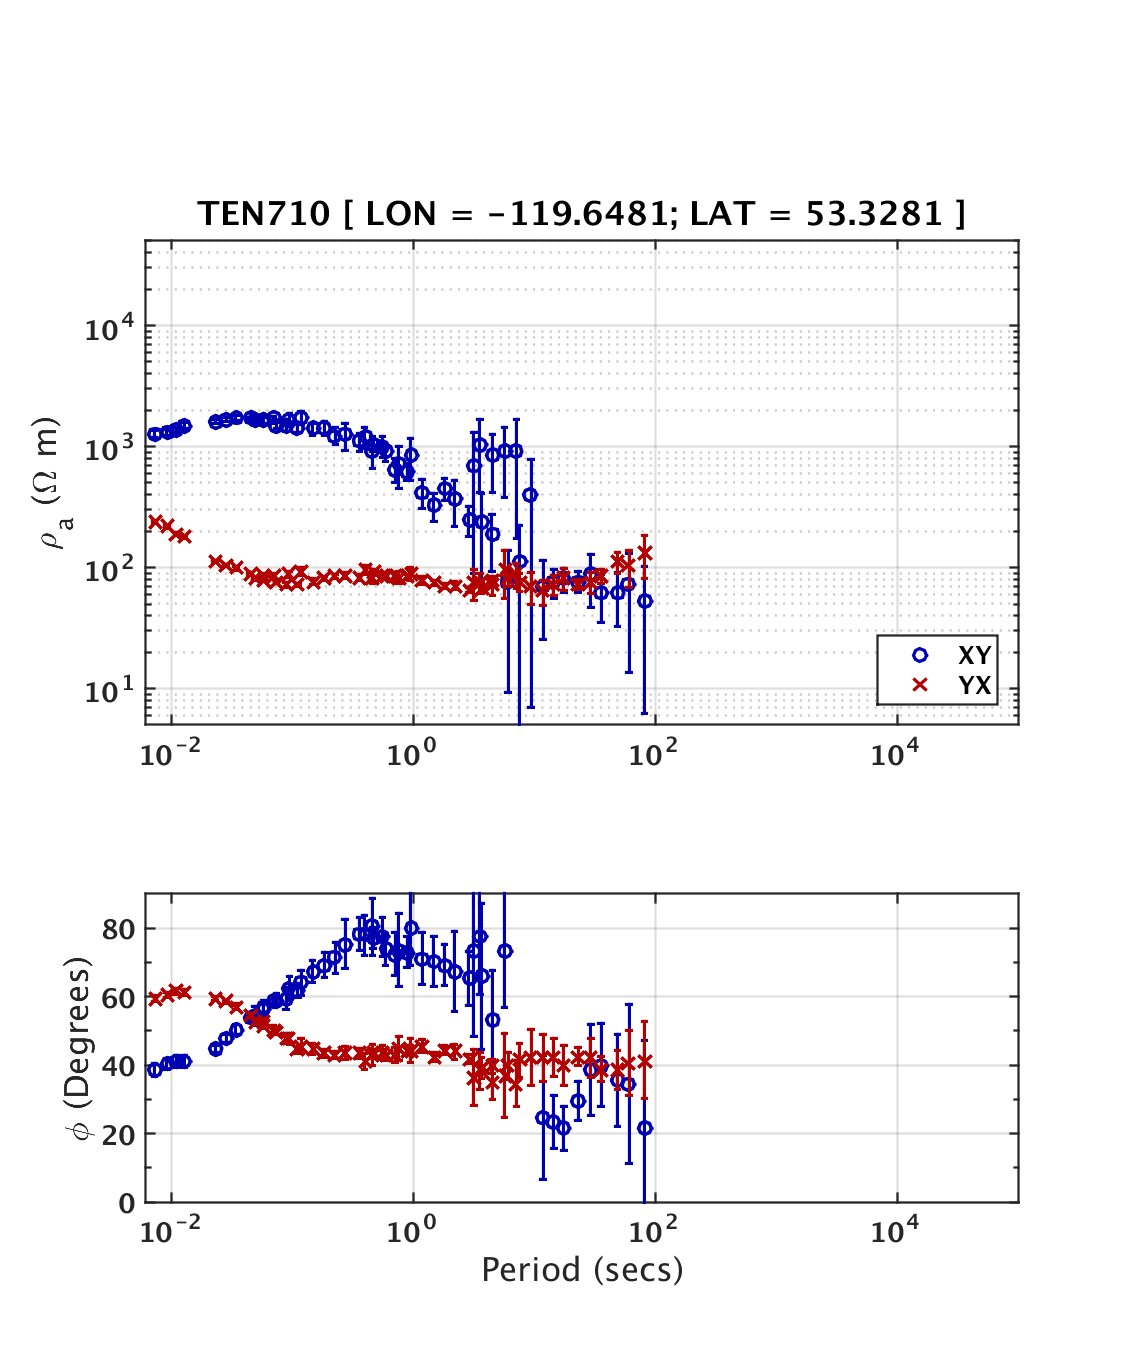 TEN710 [ LON = -119.6481; LAT = 53.3281 ]
10^4
10^3
10^2
10^1
ρ_a (Ω m)
XY
YX
10^-2 10^0 10^2 10^4
80
60
40
20
0
ϕ (Degrees)
10^-2 10^0 10^2 10^4
Period (secs)